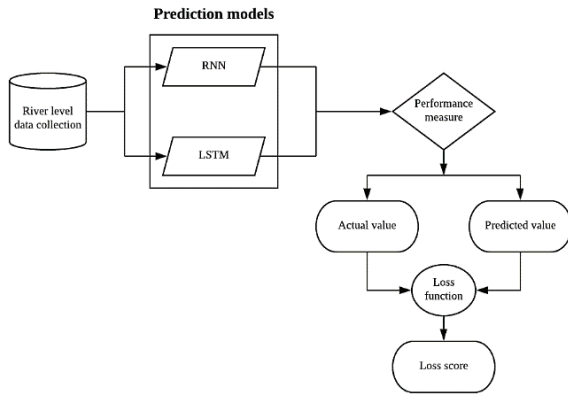 Prediction models
RNN
River level
data collection
LSTM
Performance
measure
Actual value
Predicted value
Loss
function
Loss score